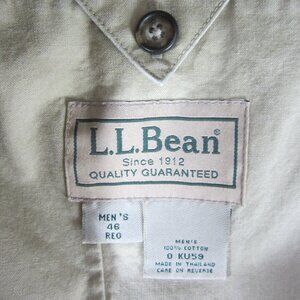 L.L.Bean®
Since 1912
QUALITY GUARANTEED
MEN'S
46
REG
MEN'S
100% COTTON
0 KU59
MADE IN THAILAND
CARE ON REVERSE